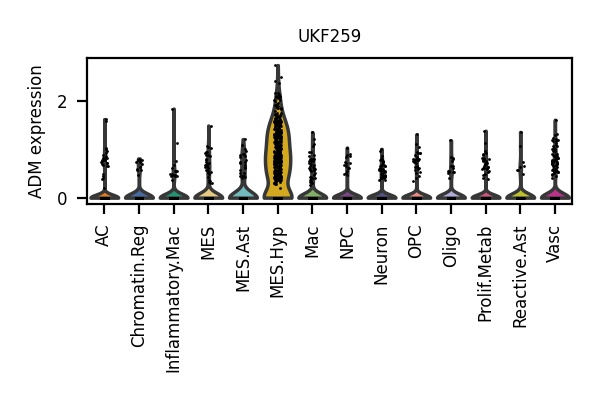 UKF259
ADM expression
2
0
AC
Chromatin.Reg
Inflammatory.Mac
MES
MES.Ast
MES.Hyp
Mac
NPC
Neuron
OPC
Oligo
Prolif.Metab
Reactive.Ast
Vasc